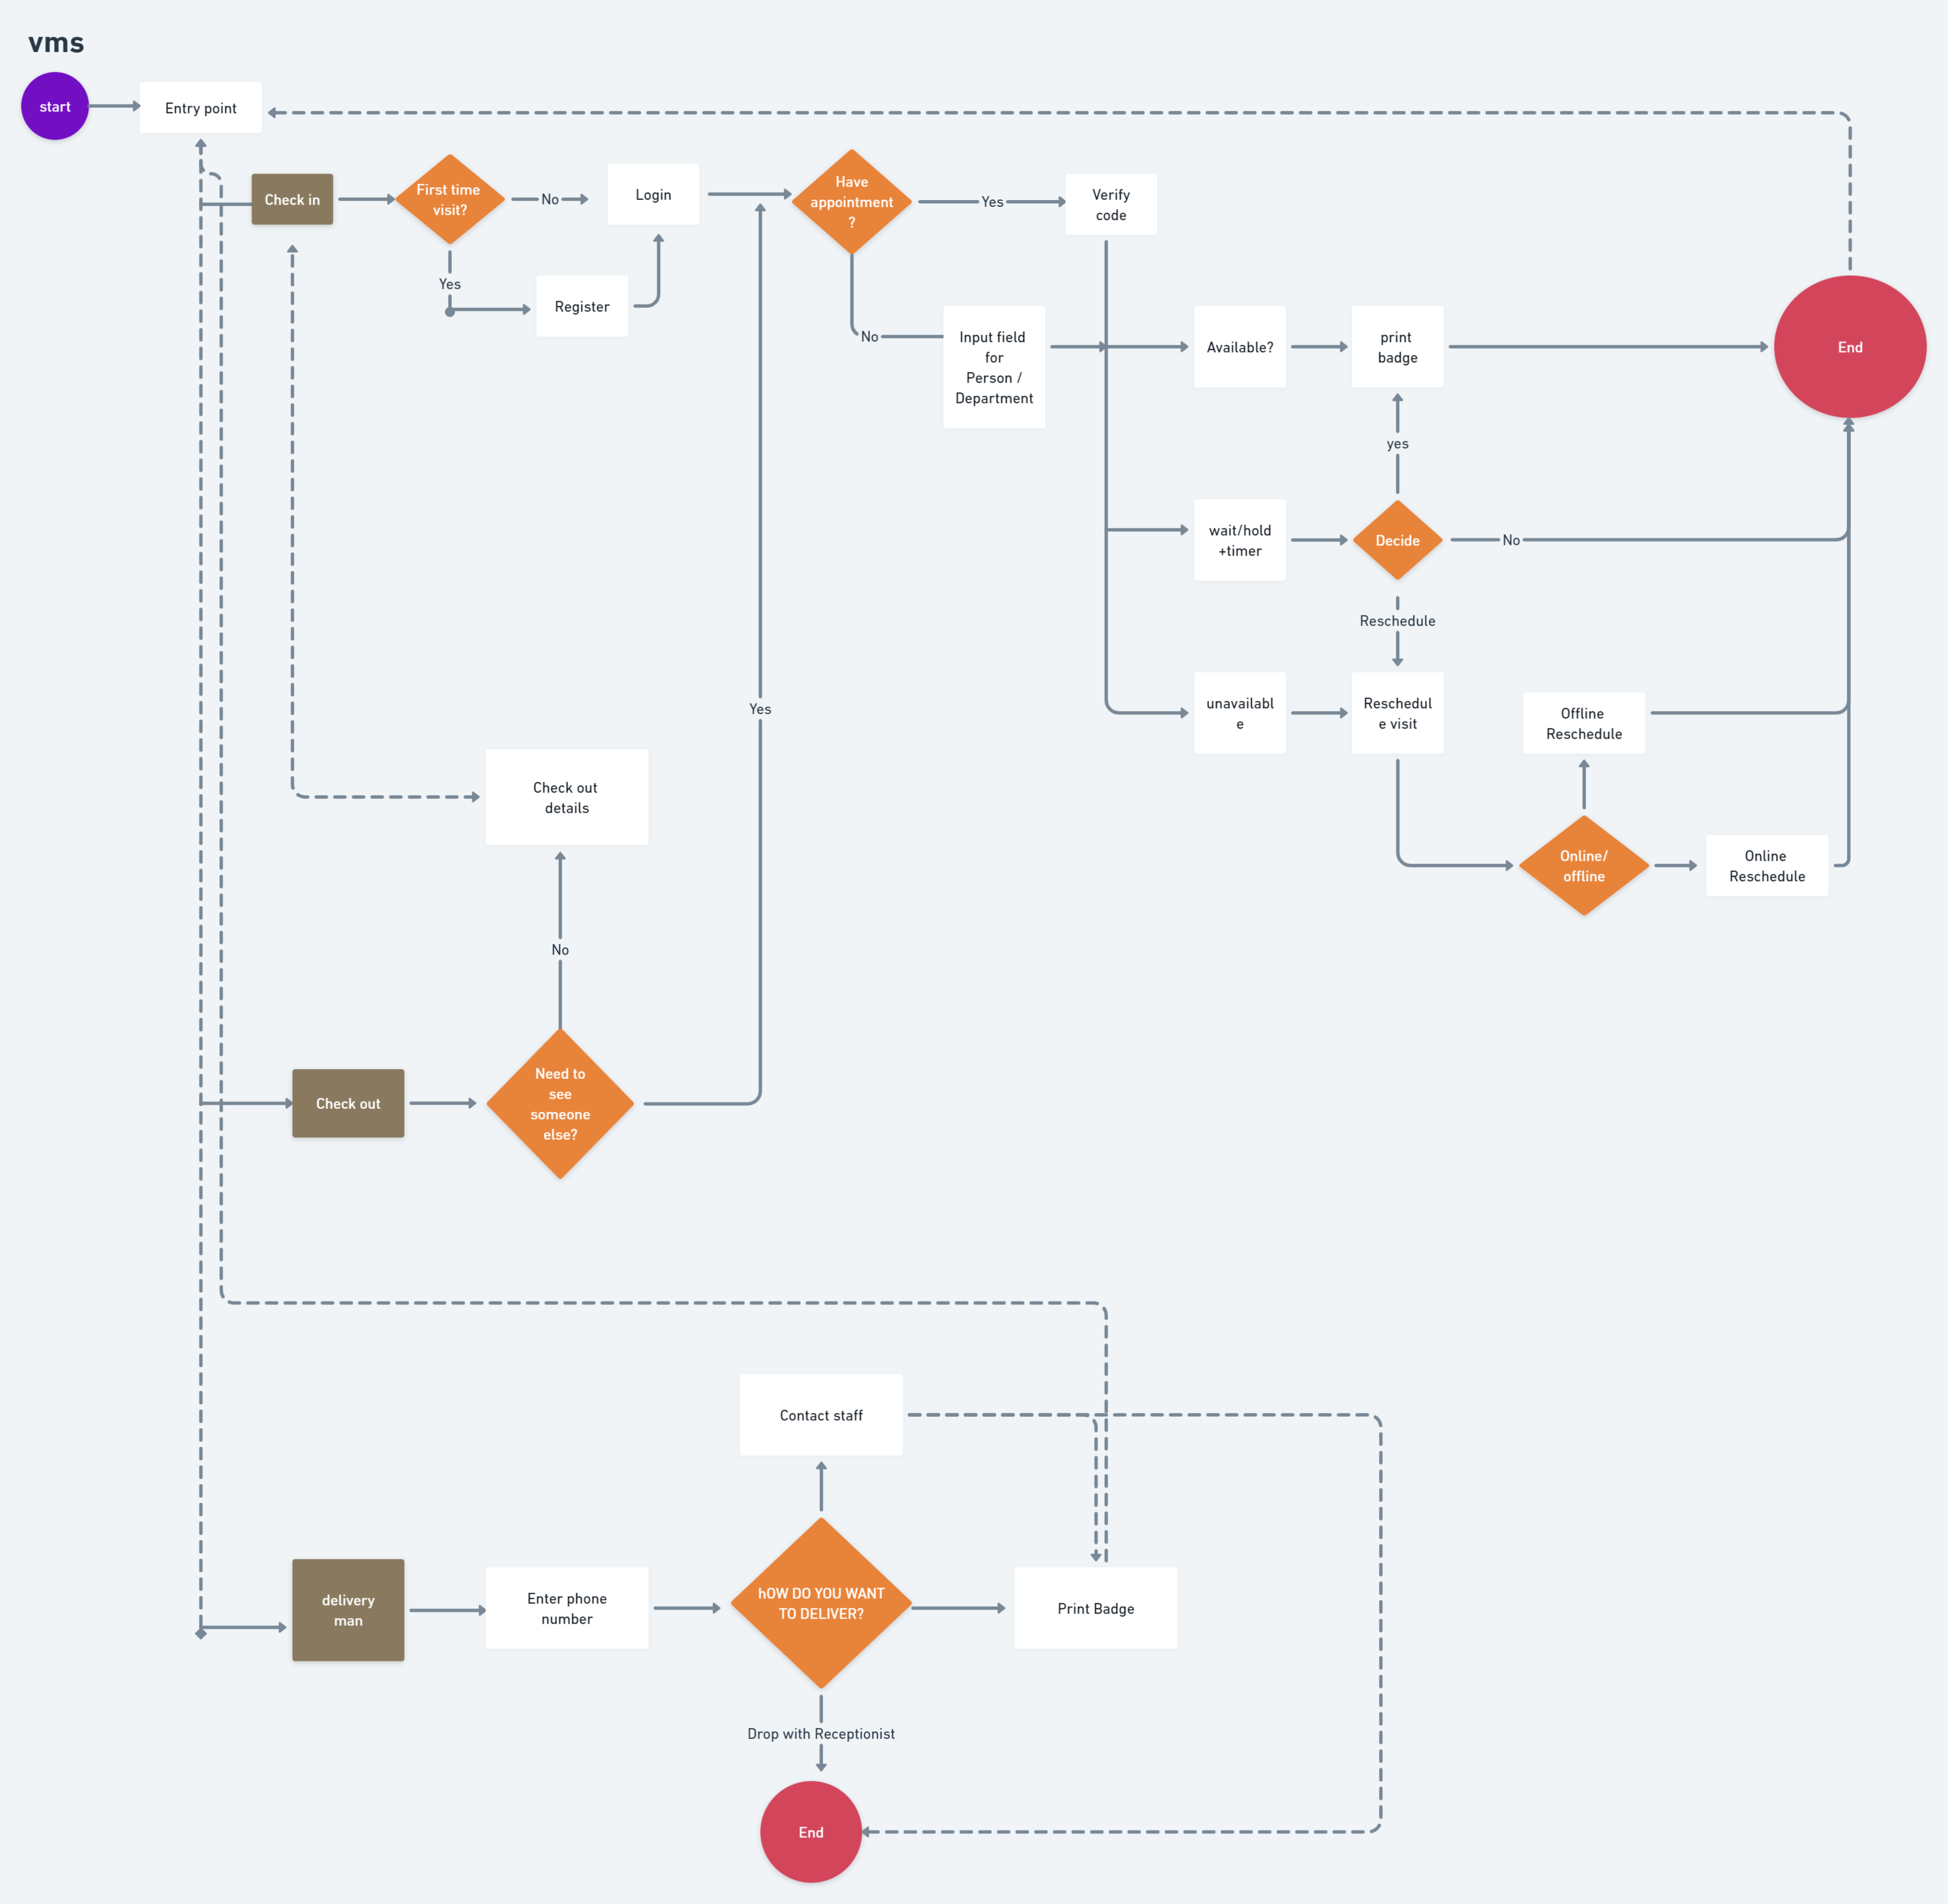 vms
start
Entry point
Check in
First time
visit?
No
Login
Have
appointment
?
Yes
Verify
code
Yes
Register
No
Input field
for
Person /
Department
Available?
print
badge
End
yes
wait/hold
+timer
Decide
No
Reschedule
unavailabl
e
Reschedul
e visit
Offline
Reschedule
Online/
offline
Online
Reschedule
Yes
Check out
details
No
Check out
Need to
see
someone
else?
Contact staff
delivery
man
Enter phone
number
hOW DO YOU WANT
TO DELIVER?
Print Badge
Drop with Receptionist
End